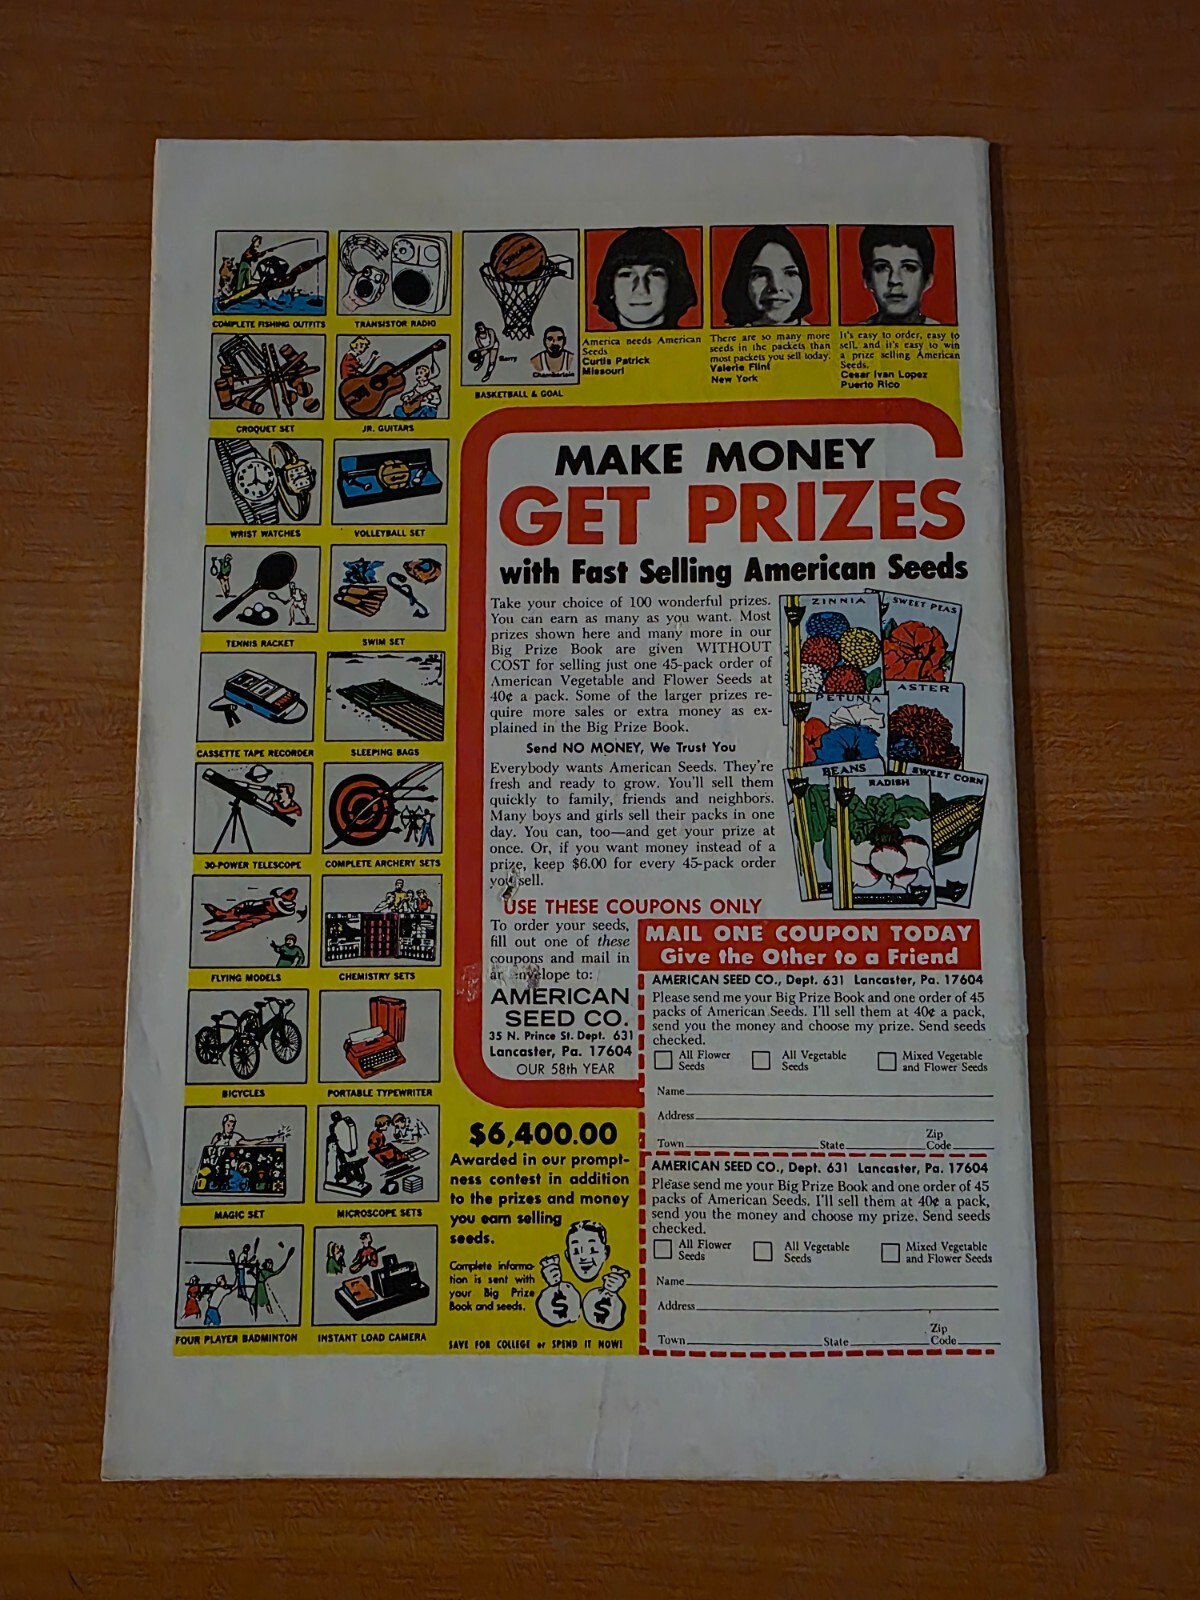 COMPLETE FISHING OUTFITS
TRANSISTOR RADIO
CROQUET SET
JR. GUITARS
WRIST WATCHES
VOLLEYBALL SET
TENNIS RACKET
SWIM SET
CASSETTE TAPE RECORDER
SLEEPING BAGS
30-POWER TELESCOPE
COMPLETE ARCHERY SETS
FLYING MODELS
CHEMISTRY SETS
BICYCLES
PORTABLE TYPEWRITER
MAGIC SET
MICROSCOPE SETS
FOUR PLAYER BADMINTON
INSTANT LOAD CAMERA
Barry
Chamberlain
BASKETBALL & GOAL
America needs American
Seeds
Curtis Patrick
Missouri
There are so many more
seeds in the packets than
most packets you sell today.
Valerie Flint
New York
It's easy to order, easy to
sell, and it's easy to win
a prize selling American
Seeds.
Cesar Ivan Lopez
Puerto Rico
MAKE MONEY
GET PRIZES
with Fast Selling American Seeds
Take your choice of 100 wonderful prizes.
You can earn as many as you want. Most
prizes shown here and many more in our
Big Prize Book are given WITHOUT
COST for selling just one 45-pack order of
American Vegetable and Flower Seeds at
40¢ a pack. Some of the larger prizes re-
quire more sales or extra money as ex-
plained in the Big Prize Book.
Send NO MONEY, We Trust You
Everybody wants American Seeds. They're
fresh and ready to grow. You'll sell them
quickly to family, friends and neighbors.
Many boys and girls sell their packs in one
day. You can, too—and get your prize at
once. Or, if you want money instead of a
prize, keep $6.00 for every 45-pack order
you sell.
ZINNIA
SWEET PEAS
PETUNIA
ASTER
BEANS
RADISH
SWEET CORN
USE THESE COUPONS ONLY
To order your seeds,
fill out one of these
coupons and mail in
an envelope to:
AMERICAN
SEED CO.
35 N. Prince St. Dept. 631
Lancaster, Pa. 17604
OUR 58th YEAR
$6,400.00
Awarded in our prompt-
ness contest in addition
to the prizes and money
you earn selling
seeds.
Complete informa-
tion is sent with
your Big Prize
Book and seeds.
$ $
SAVE FOR COLLEGE or SPEND IT NOW!
MAIL ONE COUPON TODAY
Give the Other to a Friend
AMERICAN SEED CO., Dept. 631 Lancaster, Pa. 17604
Please send me your Big Prize Book and one order of 45
packs of American Seeds. I'll sell them at 40¢ a pack,
send you the money and choose my prize. Send seeds
checked.
All Flower
Seeds
All Vegetable
Seeds
Mixed Vegetable
and Flower Seeds
Name
Address
Town State Zip Code
AMERICAN SEED CO., Dept. 631 Lancaster, Pa. 17604
Please send me your Big Prize Book and one order of 45
packs of American Seeds. I'll sell them at 40¢ a pack,
send you the money and choose my prize. Send seeds
checked.
All Flower
Seeds
All Vegetable
Seeds
Mixed Vegetable
and Flower Seeds
Name
Address
Town State Zip Code